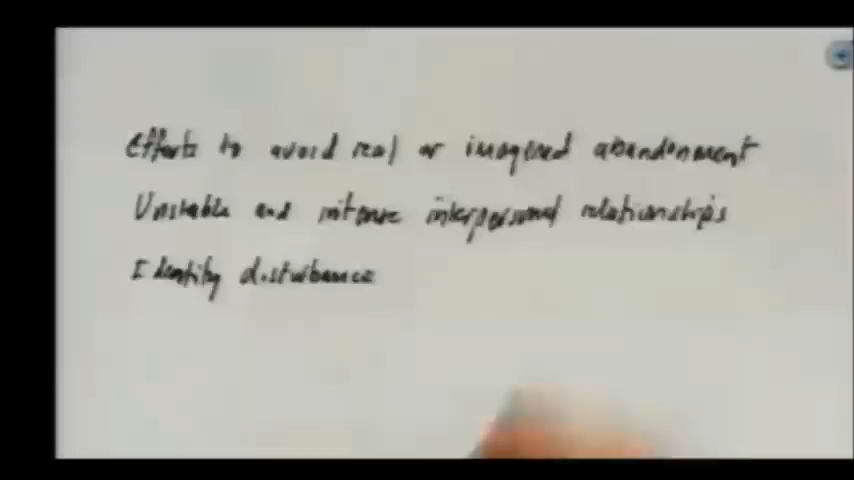 Efforts to avoid real or imagined abandonment
Unstable and intense interpersonal relationships
Identity disturbance